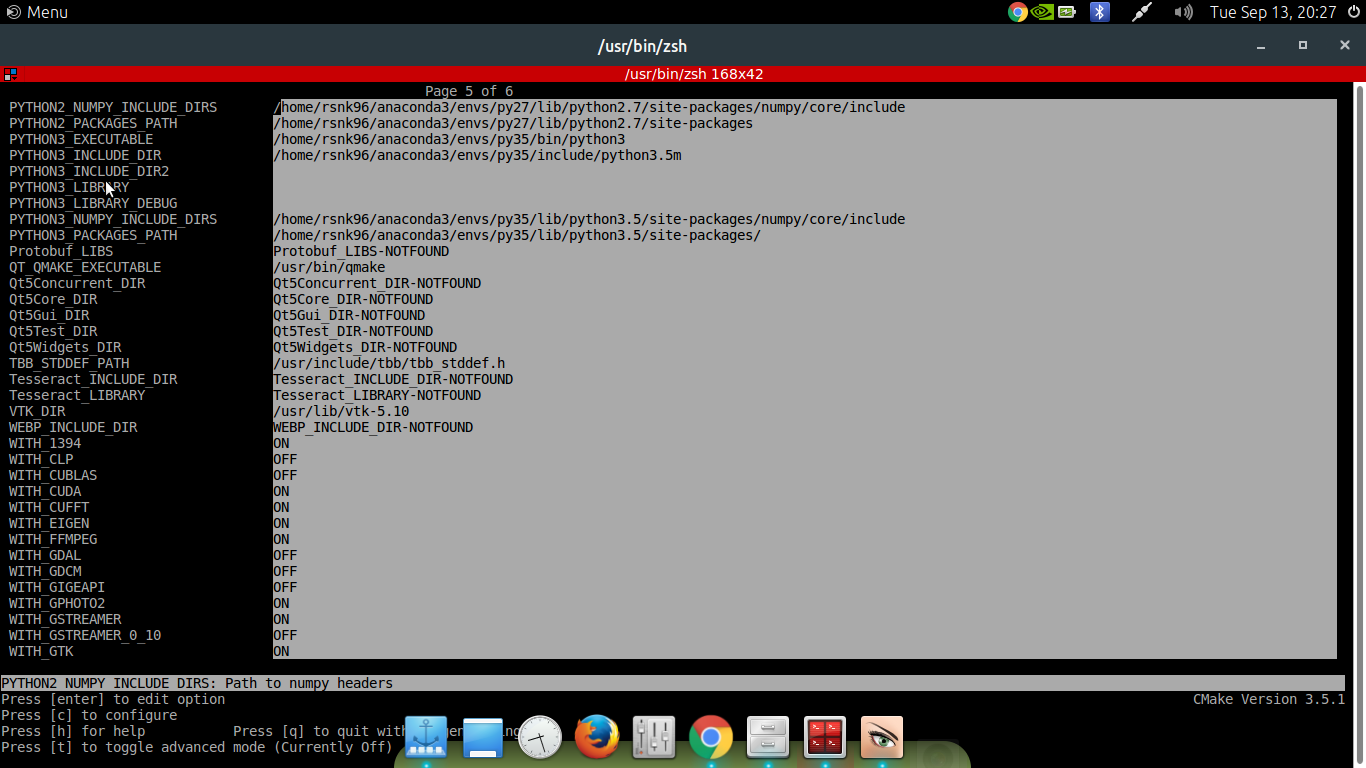 Menu
Tue Sep 13, 20:27
/usr/bin/zsh
/usr/bin/zsh 168x42
Page 5 of 6
PYTHON2_NUMPY_INCLUDE_DIRS /home/rsnk96/anaconda3/envs/py27/lib/python2.7/site-packages/numpy/core/include
PYTHON2_PACKAGES_PATH /home/rsnk96/anaconda3/envs/py27/lib/python2.7/site-packages
PYTHON3_EXECUTABLE /home/rsnk96/anaconda3/envs/py35/bin/python3
PYTHON3_INCLUDE_DIR /home/rsnk96/anaconda3/envs/py35/include/python3.5m
PYTHON3_INCLUDE_DIR2
PYTHON3_LIBRARY
PYTHON3_LIBRARY_DEBUG
PYTHON3_NUMPY_INCLUDE_DIRS /home/rsnk96/anaconda3/envs/py35/lib/python3.5/site-packages/numpy/core/include
PYTHON3_PACKAGES_PATH /home/rsnk96/anaconda3/envs/py35/lib/python3.5/site-packages/
Protobuf_LIBS Protobuf_LIBS-NOTFOUND
QT_QMAKE_EXECUTABLE /usr/bin/qmake
Qt5Concurrent_DIR Qt5Concurrent_DIR-NOTFOUND
Qt5Core_DIR Qt5Core_DIR-NOTFOUND
Qt5Gui_DIR Qt5Gui_DIR-NOTFOUND
Qt5Test_DIR Qt5Test_DIR-NOTFOUND
Qt5Widgets_DIR Qt5Widgets_DIR-NOTFOUND
TBB_STDDEF_PATH /usr/include/tbb/tbb_stddef.h
Tesseract_INCLUDE_DIR Tesseract_INCLUDE_DIR-NOTFOUND
Tesseract_LIBRARY Tesseract_LIBRARY-NOTFOUND
VTK_DIR /usr/lib/vtk-5.10
WEBP_INCLUDE_DIR WEBP_INCLUDE_DIR-NOTFOUND
WITH_1394 ON
WITH_CLP OFF
WITH_CUBLAS OFF
WITH_CUDA ON
WITH_CUFFT ON
WITH_EIGEN ON
WITH_FFMPEG ON
WITH_GDAL OFF
WITH_GDCM OFF
WITH_GIGEAPI OFF
WITH_GPHOTO2 ON
WITH_GSTREAMER ON
WITH_GSTREAMER_0_10 OFF
WITH_GTK ON
PYTHON2_NUMPY_INCLUDE_DIRS: Path to numpy headers
Press [enter] to edit option CMake Version 3.5.1
Press [c] to configure
Press [h] for help Press [q] to quit
Press [t] to toggle advanced mode (Currently Off)